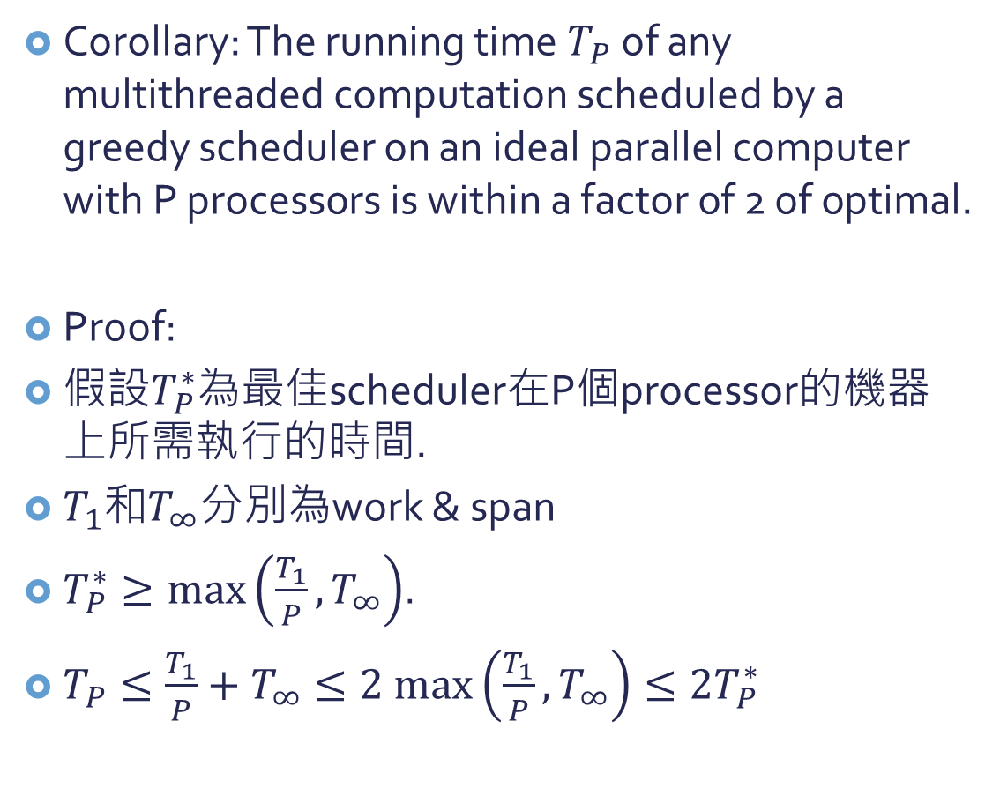 Corollary: The running time $T_P$ of any
multithreaded computation scheduled by a
greedy scheduler on an ideal parallel computer
with P processors is within a factor of 2 of optimal.
Proof:
假設$T_P^*$為最佳scheduler在P個processor的機器
上所需執行的時間.
$T_1$和$T_\infty$分別為work & span
$T_P^* \geq \max\left(\frac{T_1}{P}, T_\infty\right)$.
$T_P \leq \frac{T_1}{P} + T_\infty \leq 2 \max\left(\frac{T_1}{P}, T_\infty\right) \leq 2T_P^*$